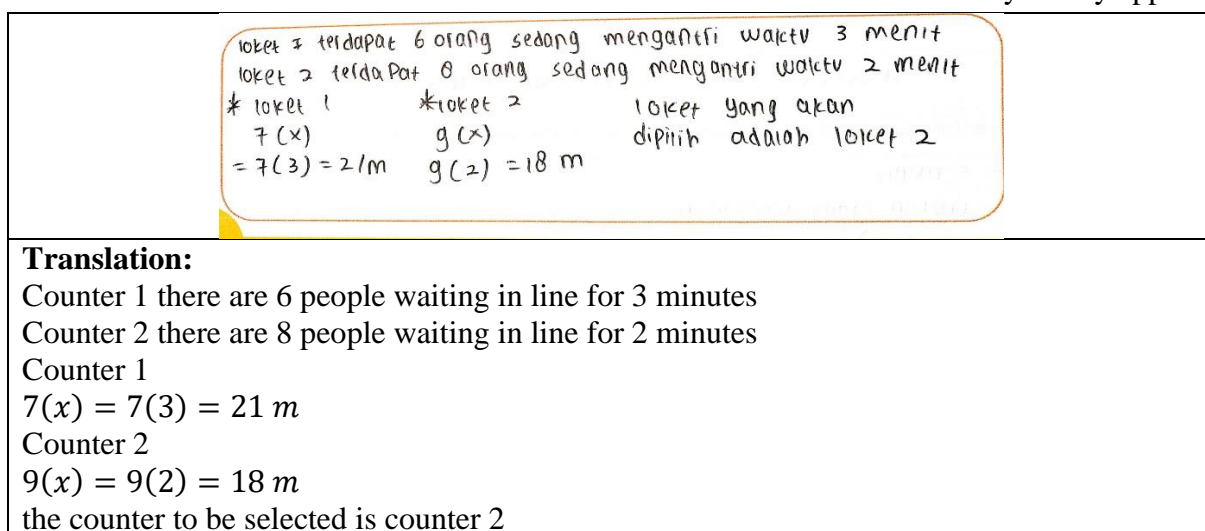 loket 1 terdapat 6 orang sedang mengantri waktu 3 menit
loket 2 terdapat 8 orang sedang mengantri waktu 2 menit
* loket 1 *loket 2 loket yang akan
7 (x) 9 (x) dipilih adalah loket 2
= 7(3) = 21m 9(2) = 18 m
Translation:
Counter 1 there are 6 people waiting in line for 3 minutes
Counter 2 there are 8 people waiting in line for 2 minutes
Counter 1
7(x) = 7(3) = 21 m
Counter 2
9(x) = 9(2) = 18 m
the counter to be selected is counter 2